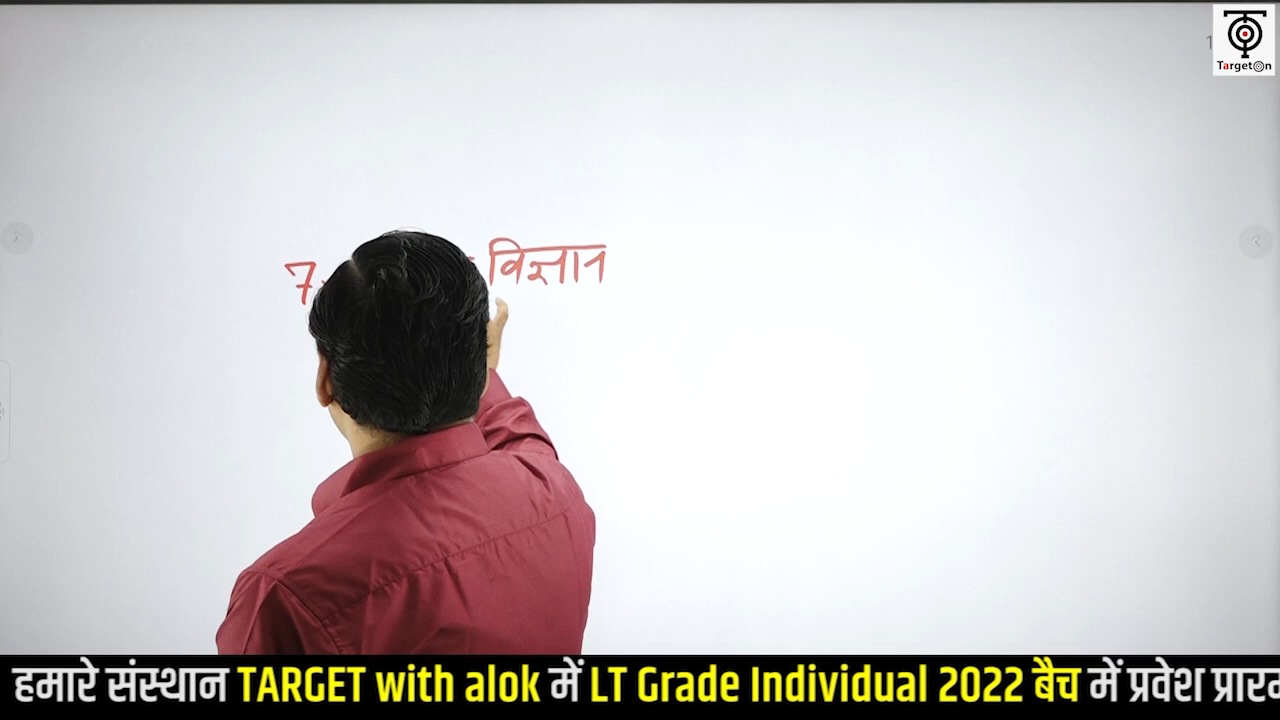 TargetOn
7.
विज्ञान
हमारे संस्थान TARGET with alok में LT Grade Individual 2022 बैच में प्रवेश